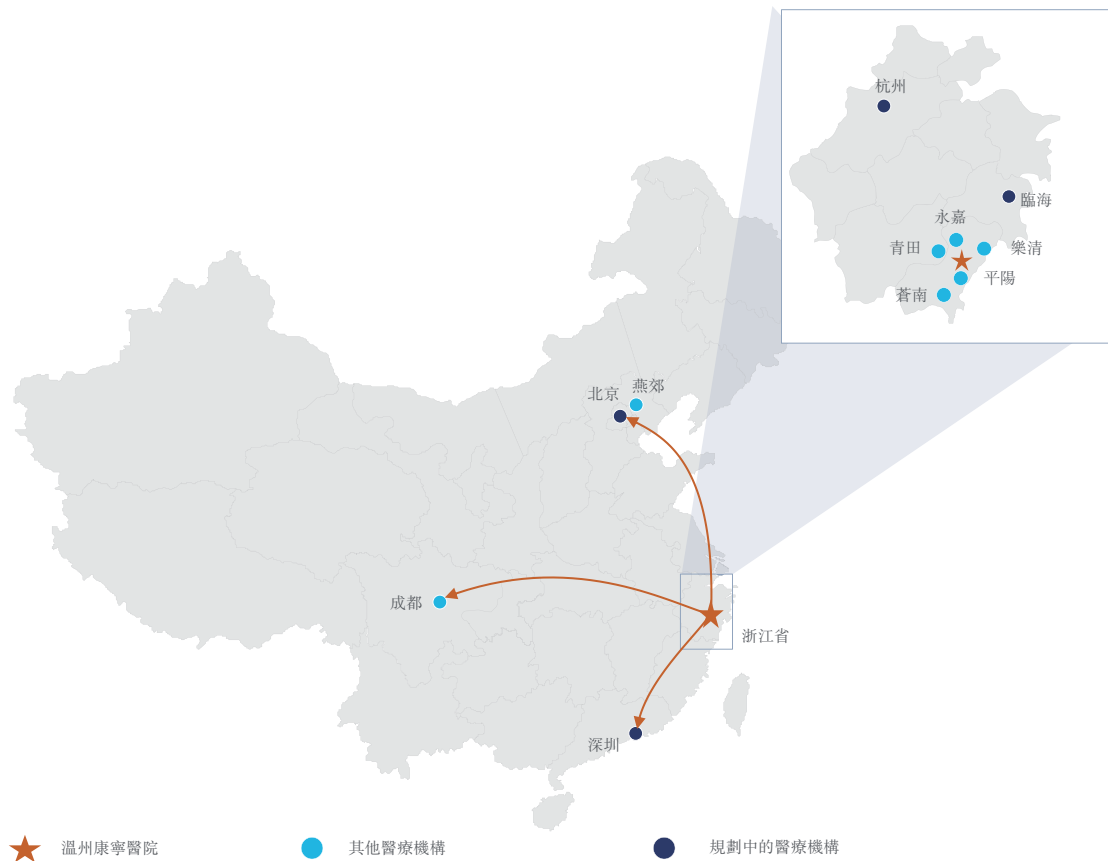 杭州
臨海
永嘉
青田
樂清
平陽
蒼南
北京
燕郊
成都
浙江省
深圳
溫州康寧醫院
其他醫療機構
規劃中的醫療機構